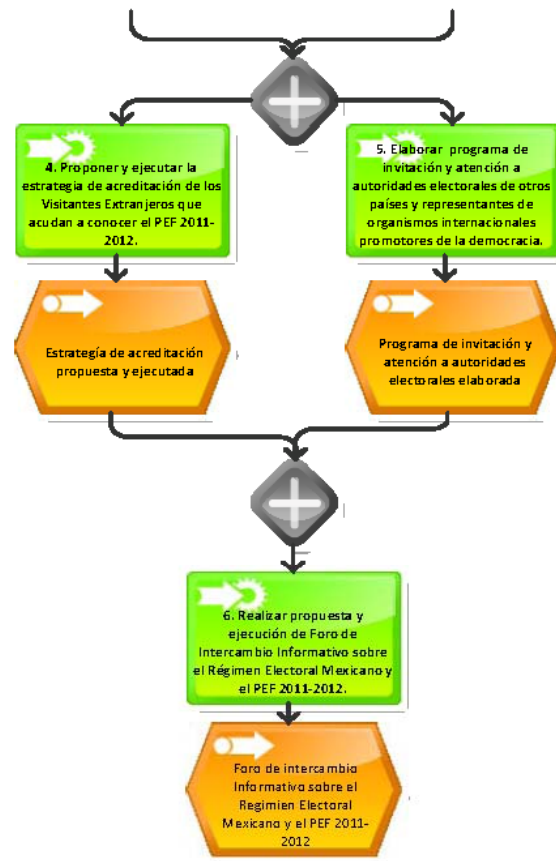 4. Proponer y ejecutar la
estrategia de acreditación de los
Visitantes Extranjeros que
acudan a conocer el PEF 2011-
2012.
5. Elaborar programa de
invitación y atención a
autoridades electorales de otros
países y representantes de
organismos internacionales
promotores de la democracia.
Estrategía de acreditación
propuesta y ejecutada
Programa de invitación y
atención a autoridades
electorales elaborada
6. Realizar propuesta y
ejecución de Foro de
Intercambio Informativo sobre
el Régimen Electoral Mexicano y
el PEF 2011-2012.
Foro de intercambio
Informativo sobre el
Regimien Electoral
Mexicano y el PEF 2011-
2012